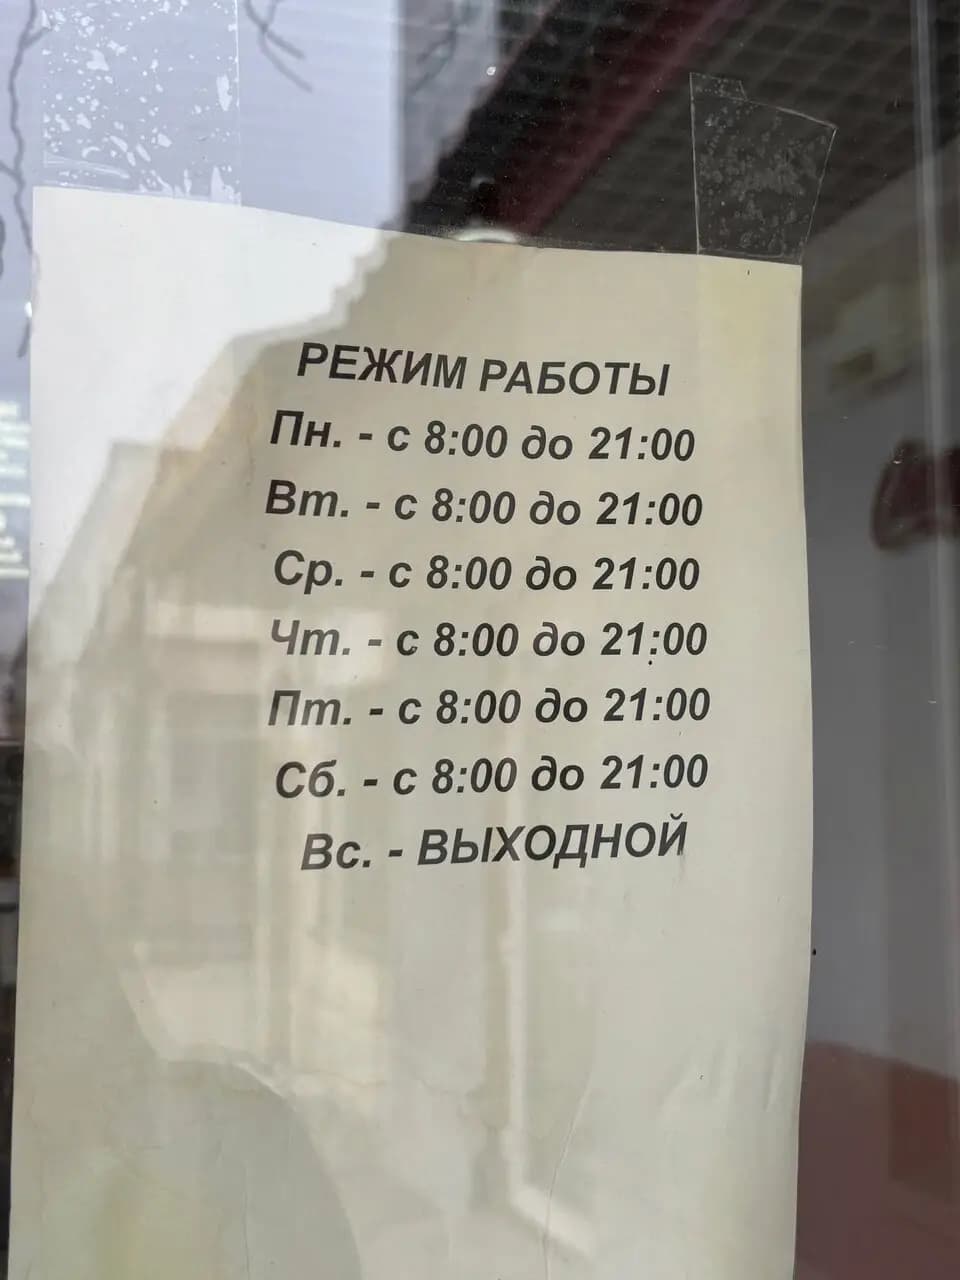 РЕЖИМ РАБОТЫ
Пн. - с 8:00 до 21:00
Вт. - с 8:00 до 21:00
Ср. - с 8:00 до 21:00
Чт. - с 8:00 до 21:00
Пт. - с 8:00 до 21:00
Сб. - с 8:00 до 21:00
Вс. - ВЫХОДНОЙ